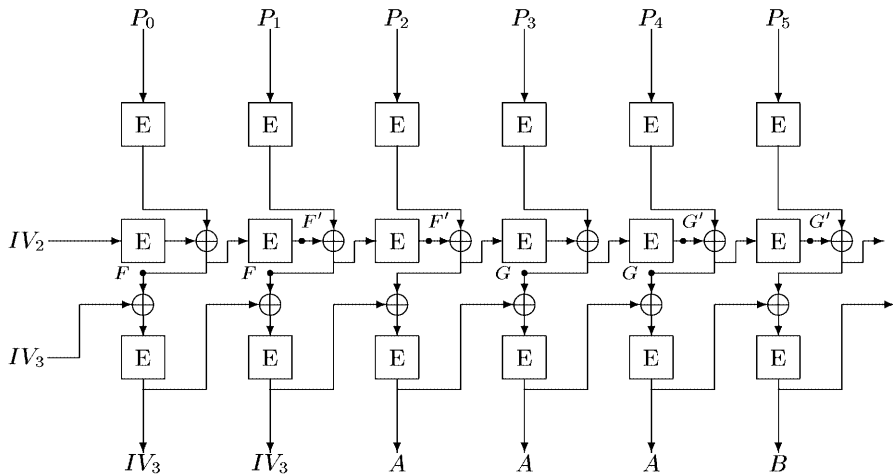 P₀ P₁ P₂ P₃ P₄ P₅
E E E E E E
F′ F′ G′ G′
IV₂ E E E E E E
F F G G
IV₃ E E E E E E
IV₃ IV₃ A A A B